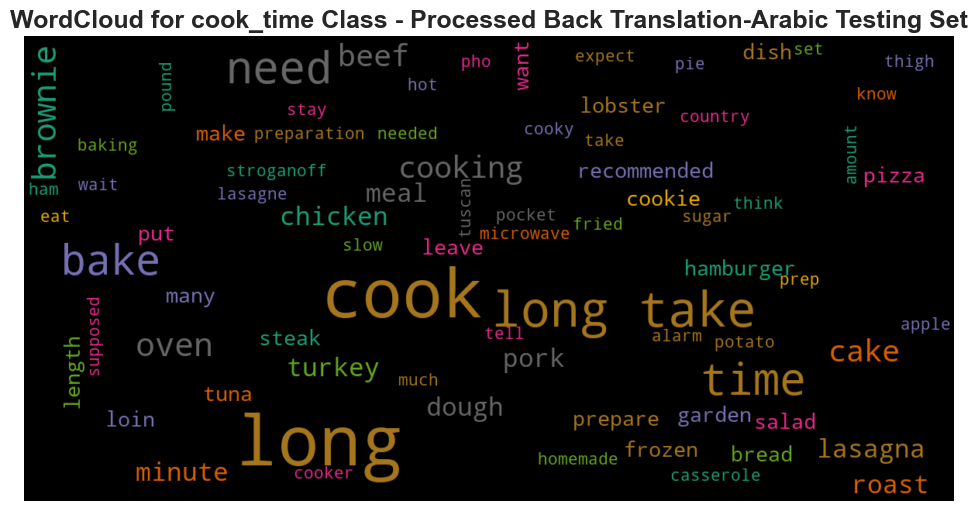 WordCloud for cook_time Class - Processed Back Translation-Arabic Testing Set
brownie
pound
need
beef
pho
want
expect
pie
dish
set
thigh
hot
know
stay
lobster
country
baking
make
preparation
needed
cooky
take
amount
ham
wait
stroganoff
lasagne
cooking
meal
tuscan
recommended
pizza
cookie
think
eat
put
chicken
slow
leave
pocket
microwave
fried
sugar
bake
many
hamburger
prep
cook
long take
supposed
length
oven
steak
tell
alarm
potato
apple
turkey
much
pork
time
cake
tuna
loin
dough
prepare
garden
salad
long
minute
cooker
homemade
frozen
bread
casserole
lasagna
roast